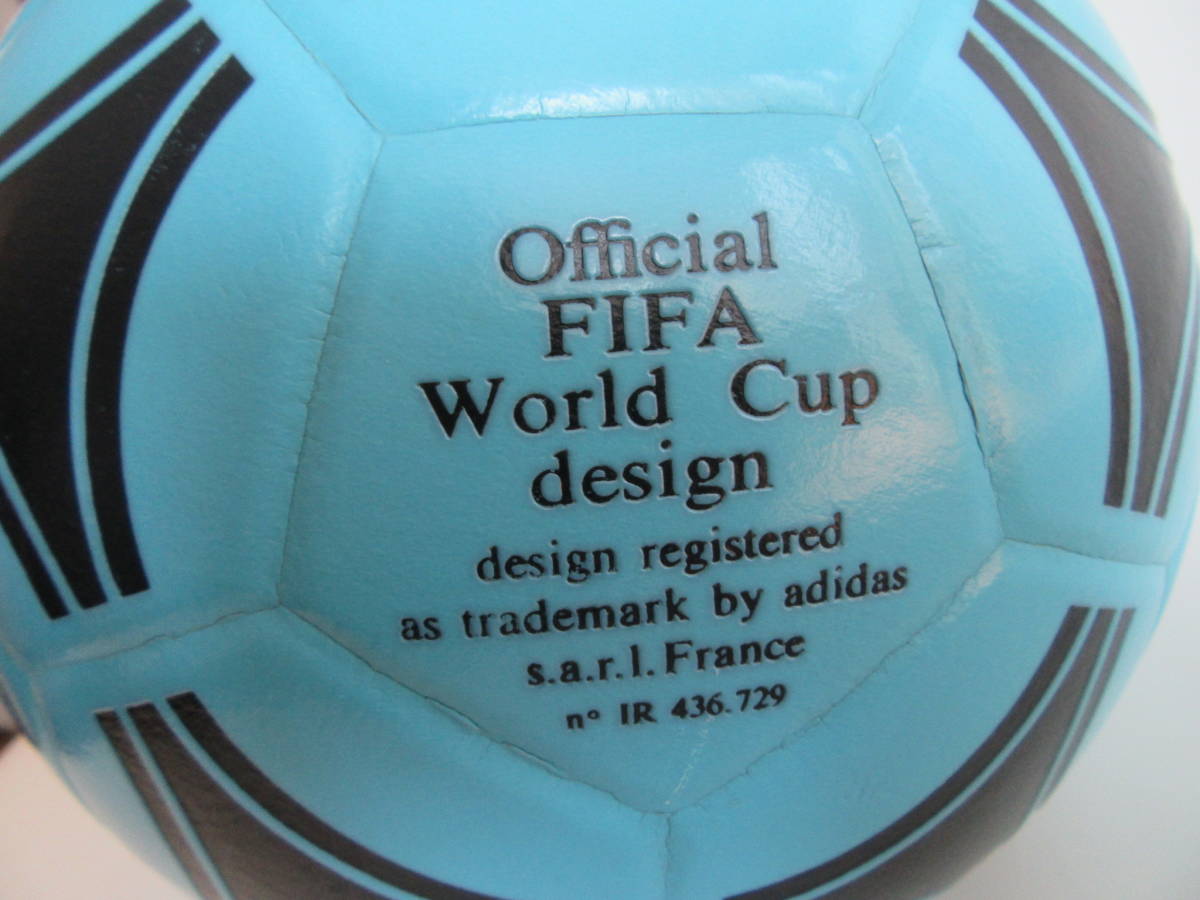 Official
FIFA
World Cup
design
design registered
as trademark by adidas
s.a.r.l. France
n° IR 436.729